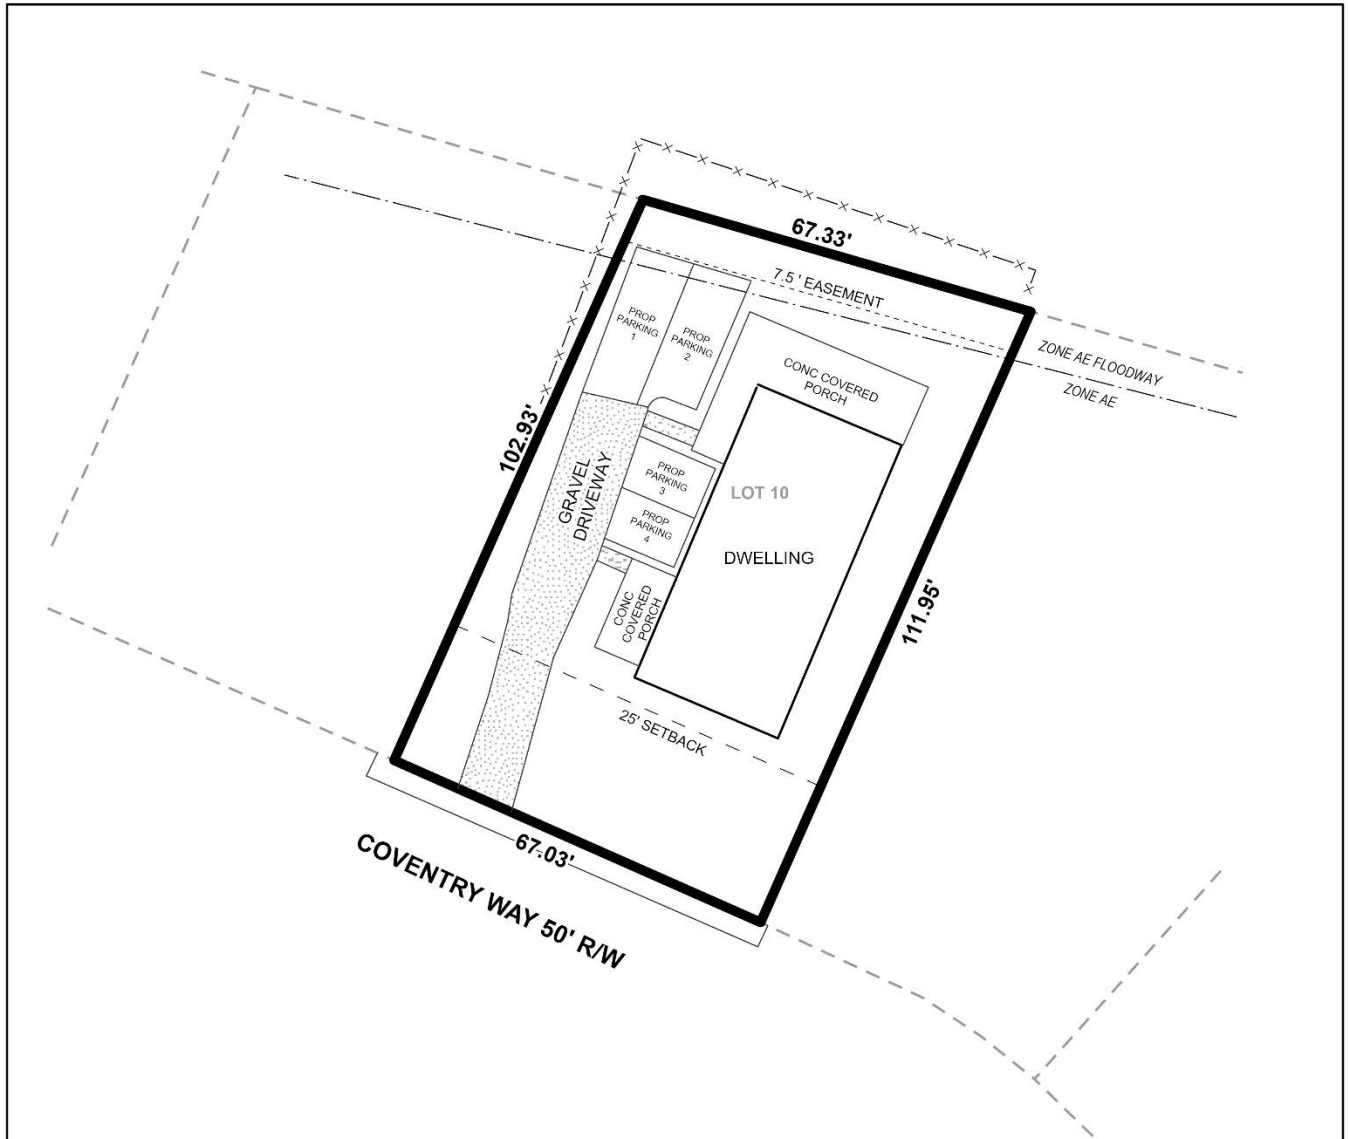 67.33'
7.5 ' EASEMENT
PROP
PARKING
1
PROP
PARKING
2
ZONE AE FLOODWAY
ZONE AE
CONC COVERED
PORCH
102.93'
GRAVEL
DRIVEWAY
PROP
PARKING
3
LOT 10
PROP
PARKING
4
DWELLING
CONC
COVERED
PORCH
111.95'
25' SETBACK
67.03'
COVENTRY WAY 50' R/W